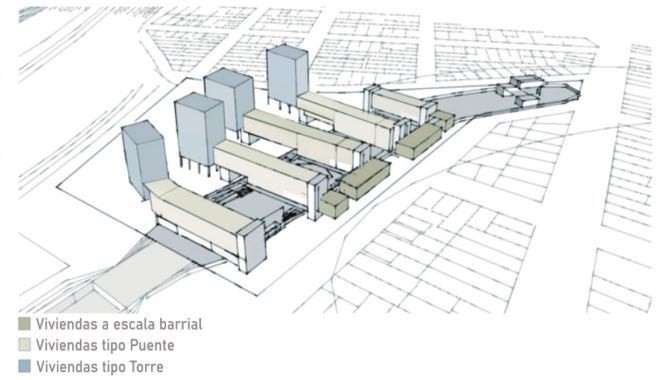 Viviendas a escala barrial
Viviendas tipo Puente
Viviendas tipo Torre